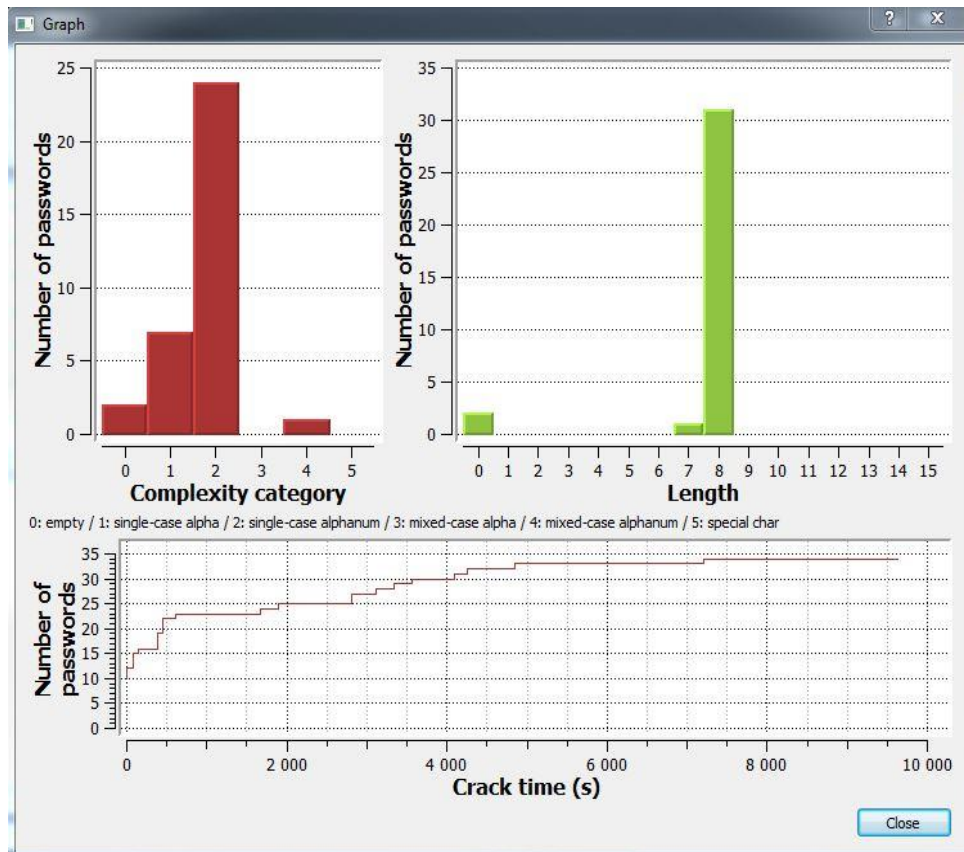 Graph
25
20
15
10
5
0
Number of passwords
0 1 2 3 4 5
Complexity category
35
30
25
20
15
10
5
0
Number of passwords
0 1 2 3 4 5 6 7 8 9 10 11 12 13 14 15
Length
0: empty / 1: single-case alpha / 2: single-case alphanum / 3: mixed-case alpha / 4: mixed-case alphanum / 5: special char
35
30
25
20
15
10
5
0
Number of
passwords
0 2 000 4 000 6 000 8 000 10 000
Crack time (s)
Close